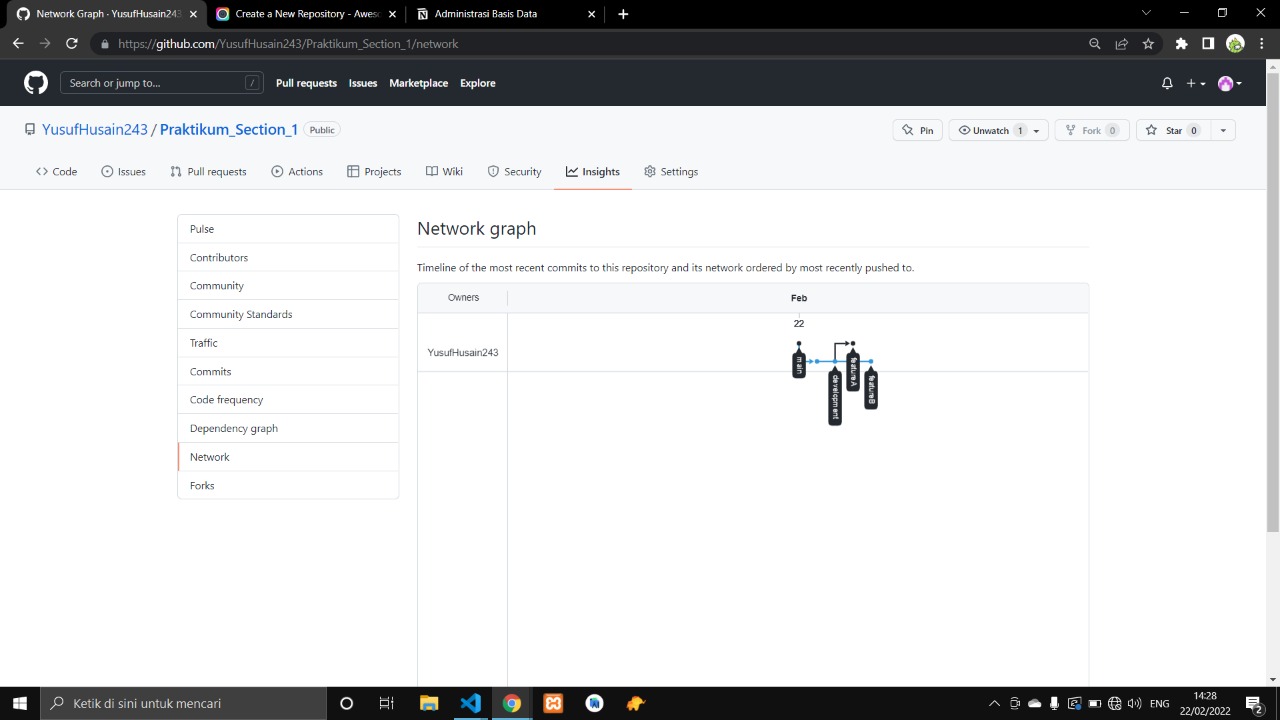 Network Graph - YusufHusain243
Create a New Repository - Aweso
Administrasi Basis Data
https://github.com/YusufHusain243/Praktikum_Section_1/network
Search or jump to... /
Pull requests Issues Marketplace Explore
YusufHusain243 / Praktikum_Section_1 Public
Pin Unwatch 1 Fork 0 Star 0
Code Issues Pull requests Actions Projects Wiki Security Insights Settings
Pulse
Contributors
Community
Community Standards
Traffic
Commits
Code frequency
Dependency graph
Network
Forks
Network graph
Timeline of the most recent commits to this repository and its network ordered by most recently pushed to.
Owners Feb
22
YusufHusain243
main
development
featureA
featureB
Ketik di sini untuk mencari
ENG
14:28
22/02/2022
2